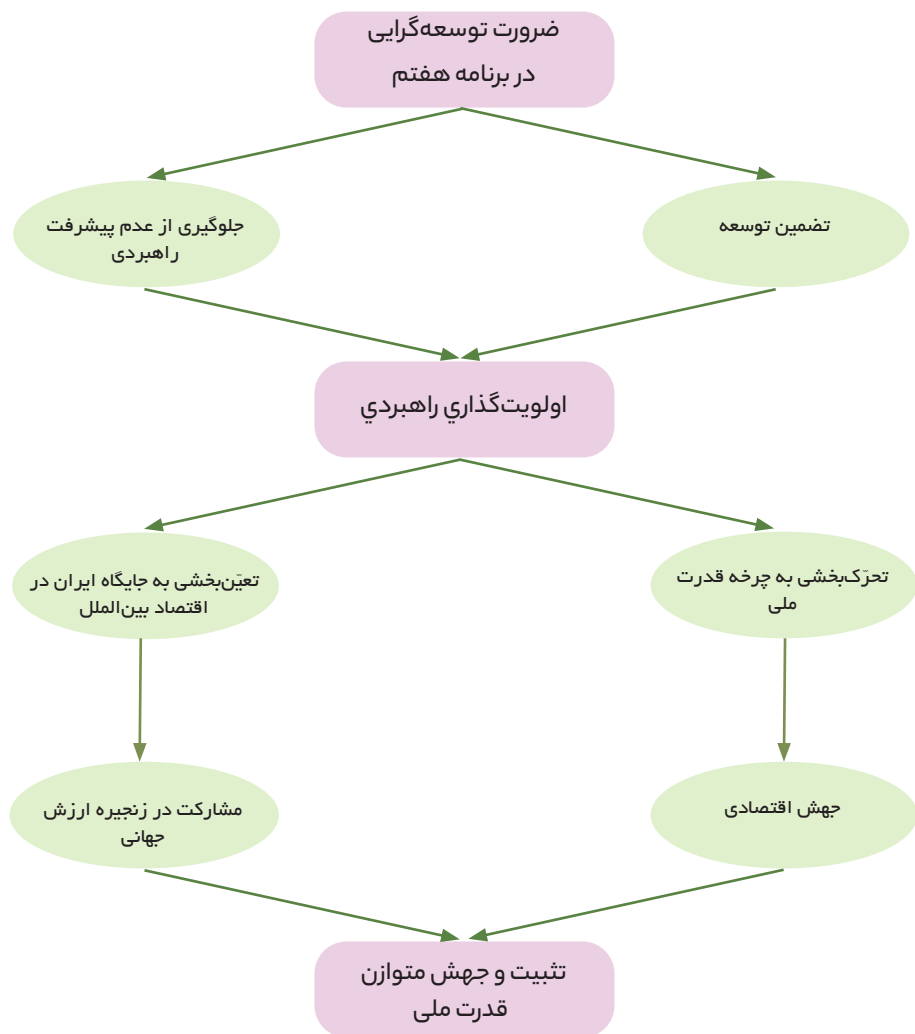 ضرورت توسعه‌گرایی
در برنامه هفتم
تضمین توسعه
جلوگیری از عدم پیشرفت
راهبردی
اولویت‌گذاري راهبردي
تحرّک‌بخشی به چرخه قدرت
ملی
تعیّن‌بخشی به جایگاه ایران در
اقتصاد بین‌الملل
جهش اقتصادی
مشارکت در زنجیره ارزش
جهانی
تثبیت و جهش متوازن
قدرت ملی